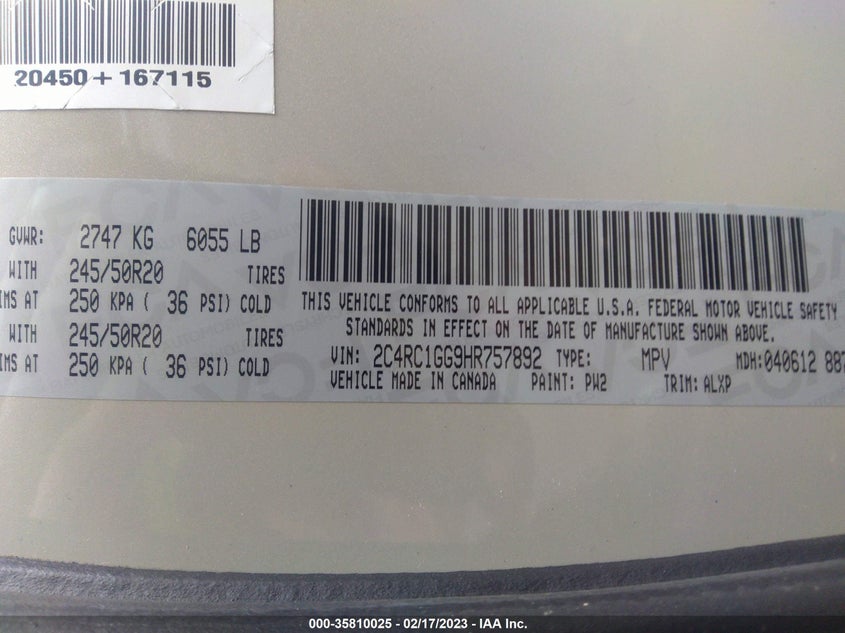 20450+167115
GVWR: 2747 KG 6055 LB
WITH 245/50R20 TIRES
IMS AT 250 KPA ( 36 PSI) COLD
WITH 245/50R20 TIRES
IMS AT 250 KPA ( 36 PSI) COLD
THIS VEHICLE CONFORMS TO ALL APPLICABLE U.S.A. FEDERAL MOTOR VEHICLE SAFETY
STANDARDS IN EFFECT ON THE DATE OF MANUFACTURE SHOWN ABOVE.
VIN: 2C4RC1GG9HR757892 TYPE: MPV MDH:040612 887
VEHICLE MADE IN CANADA PAINT: PW2 TRIM: ALXP
000-35810025 - 02/17/2023 - IAA Inc.